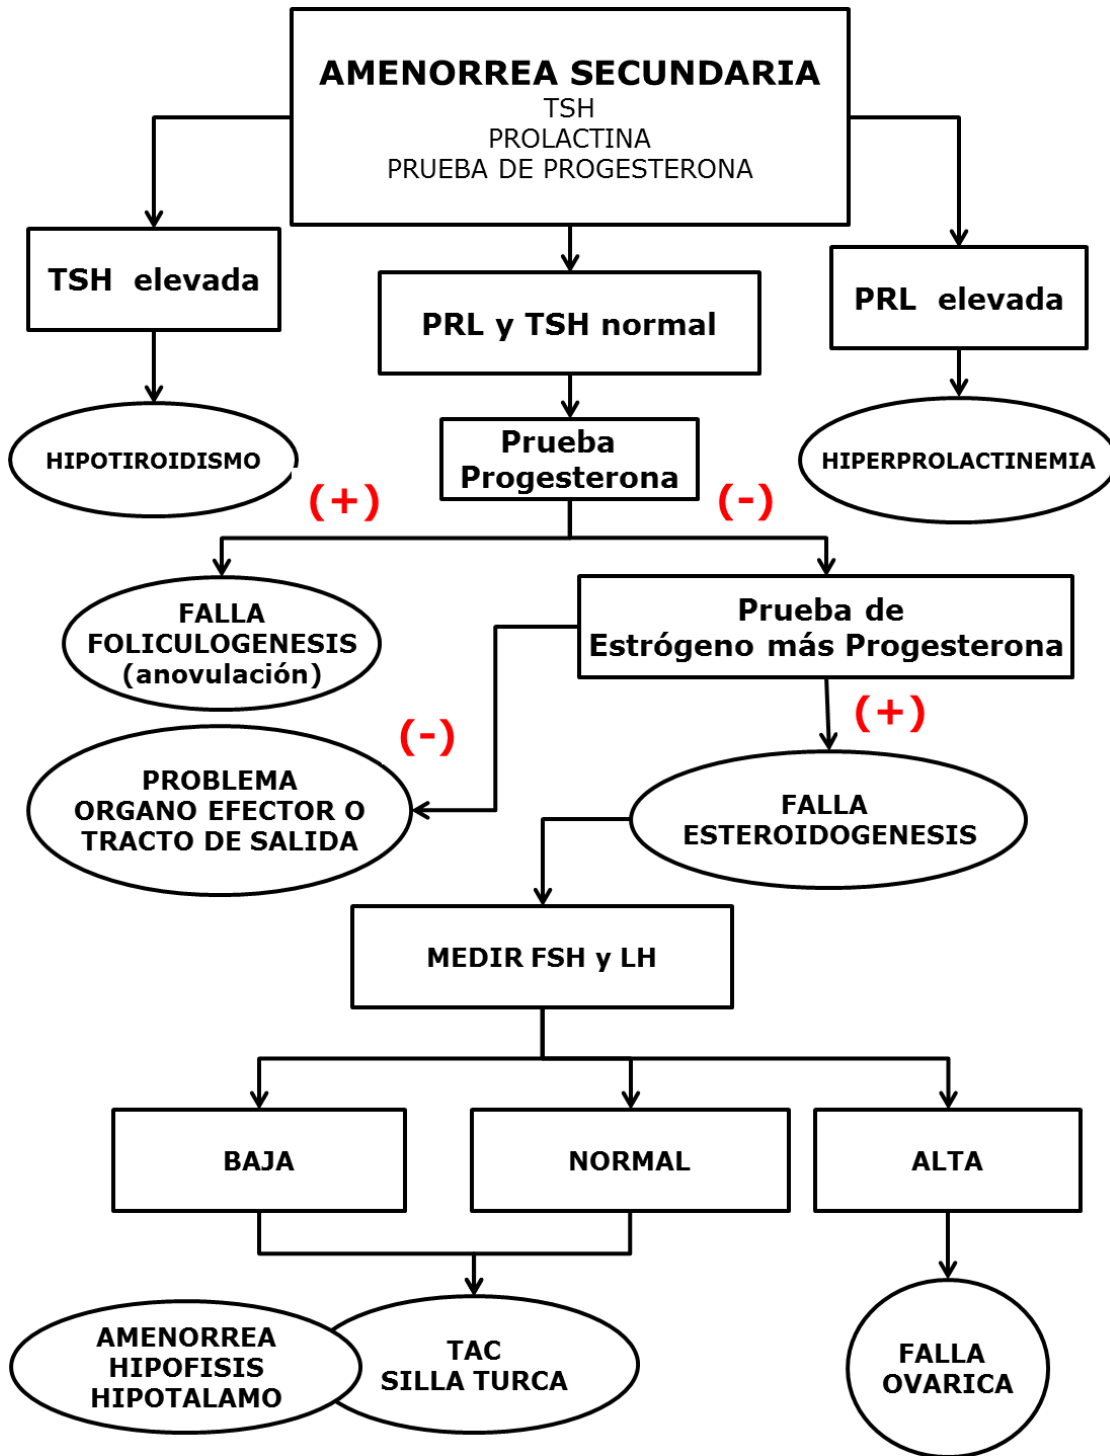 AMENORREA SECUNDARIA
TSH
PROLACTINA
PRUEBA DE PROGESTERONA
TSH elevada
PRL y TSH normal
PRL elevada
HIPOTIROIDISMO
Prueba
Progesterona
HIPERPROLACTINEMIA
(+)
(-)
FALLA
FOLICULOGENESIS
(anovulación)
Prueba de
Estrógeno más Progesterona
(-)
(+)
PROBLEMA
ORGANO EFECTOR O
TRACTO DE SALIDA
FALLA
ESTEROIDOGENESIS
MEDIR FSH y LH
BAJA
NORMAL
ALTA
AMENORREA
HIPOFISIS
HIPOTALAMO
TAC
SILLA TURCA
FALLA
OVARICA